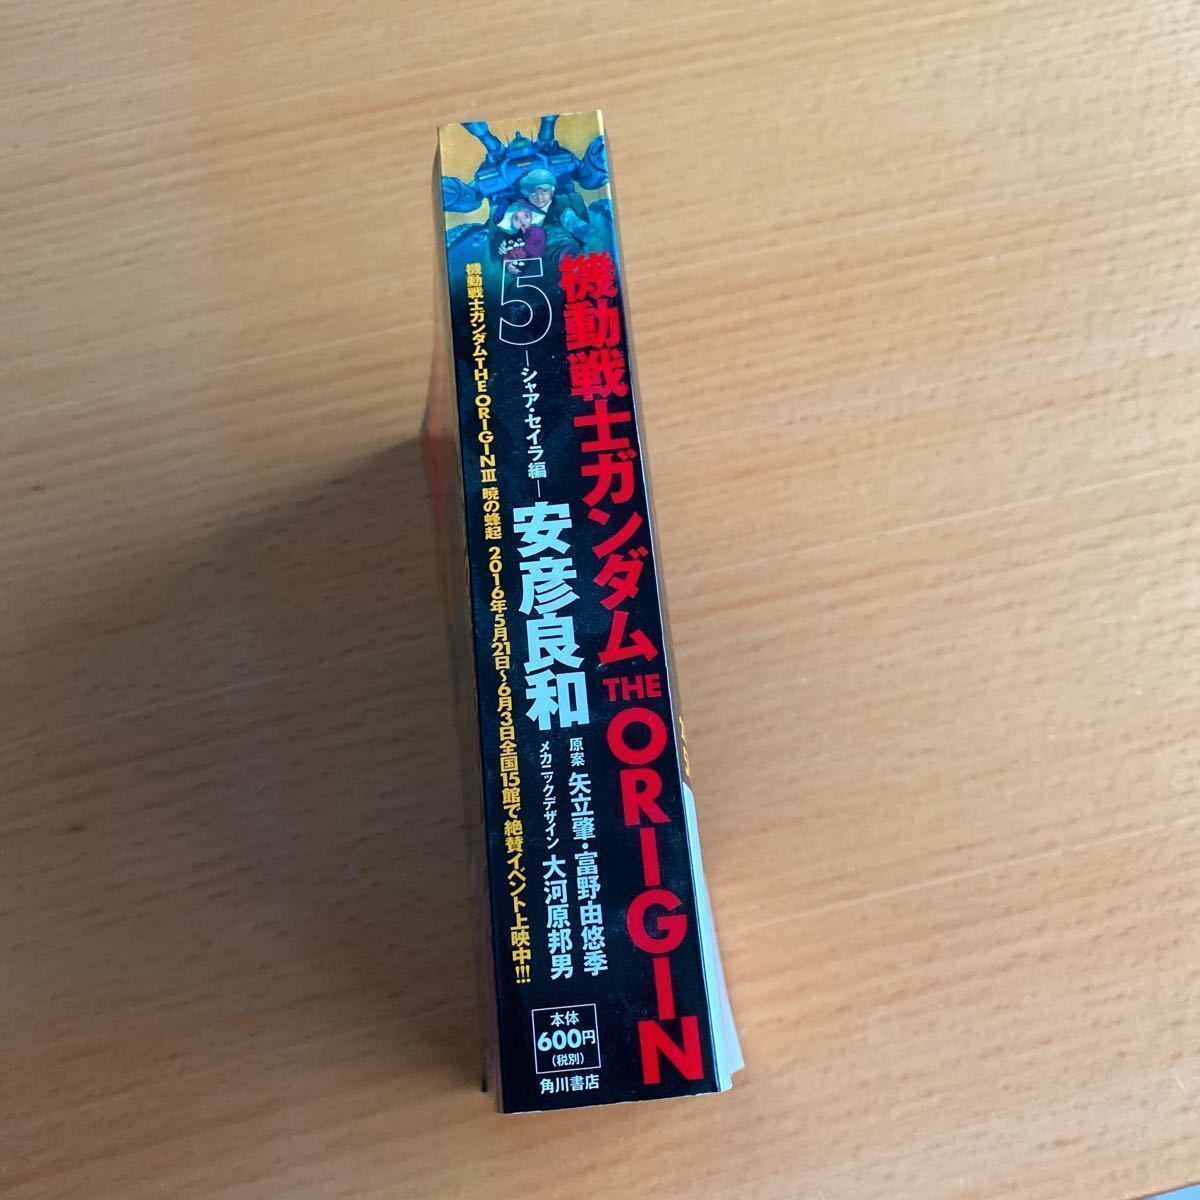 機動戦士ガンダム THE ORIGIN
5
―シャア・セイラ編―
安彦良和
原案 矢立肇・富野由悠季
メカニックデザイン 大河原邦男
機動戦士ガンダムTHE ORIGIN III 暁の蜂起 2016年5月21日~6月3日全国15館で絶賛イベント上映中!!!
本体
600円
(税別)
角川書店